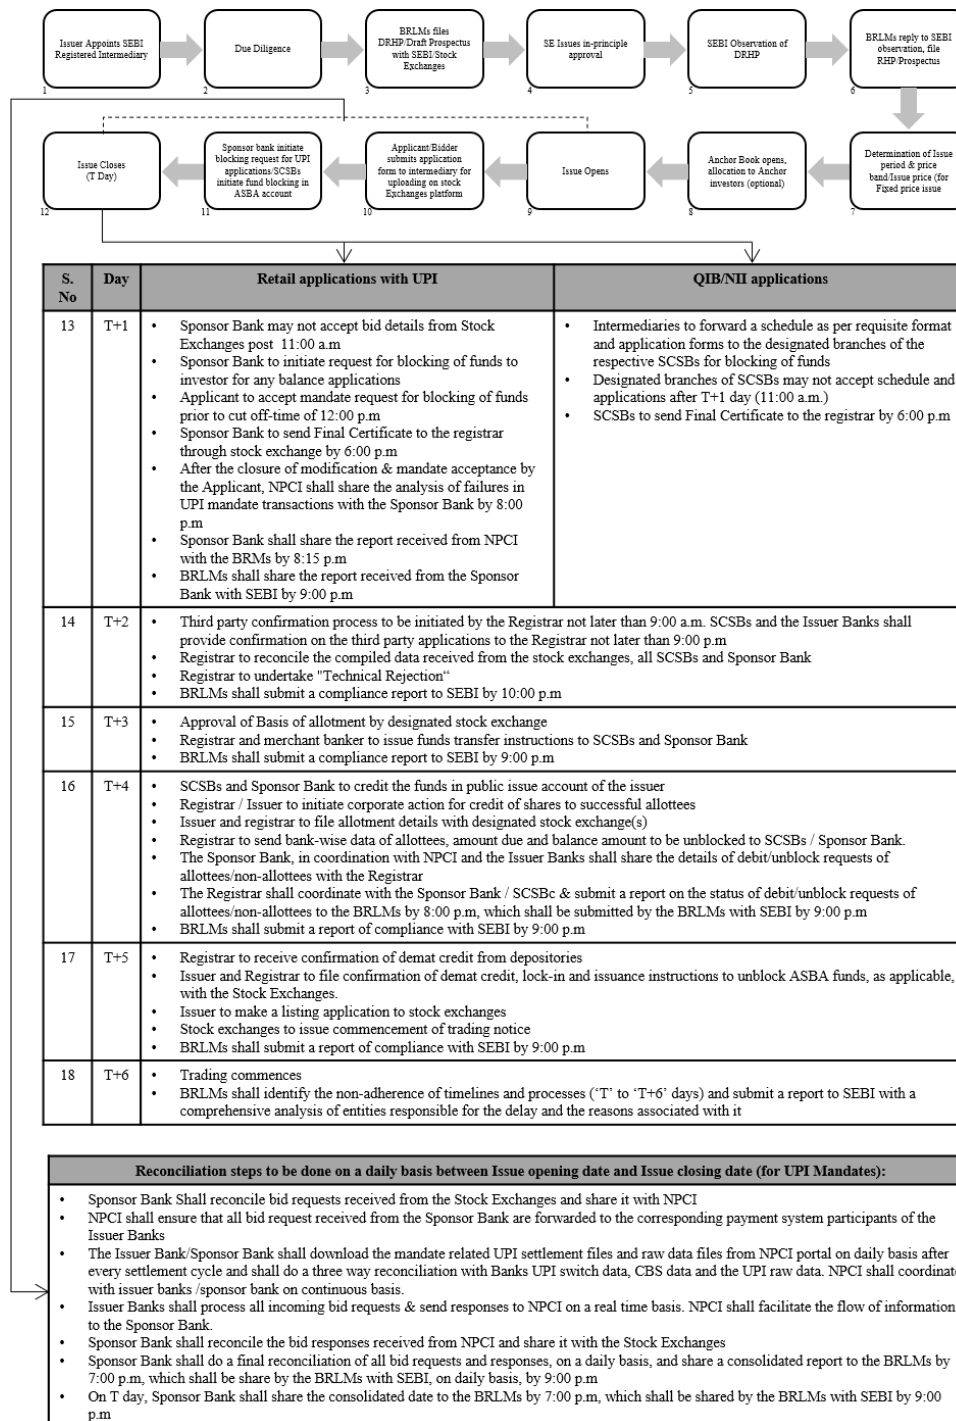 Issuer Appoints SEBI
Registered Intermediary
1
Due Diligence
2
BRLMs files
DRHP/Draft Prospectus
with SEBI/Stock
Exchanges
3
SE Issues in-principle
approval
4
SEBI Observation of
DRHP
5
BRLMs reply to SEBI
observation, file
RHP/Prospectus
6
Issue Closes
(T Day)
12
Sponsor bank initiate
blocking request for UPI
applications/SCSBs
initiate fund blocking in
ASBA account
11
Applicant/Bidder
submits application
form to intermediary for
uploading on stock
Exchanges platform
10
Issue Opens
9
Anchor Book opens,
allocation to Anchor
investors (optional)
8
Determination of Issue
period & price
band/Issue price (for
Fixed price issue
7
S. No
Day
Retail applications with UPI
QIB/NII applications
13
T+1
• Sponsor Bank may not accept bid details from Stock
Exchanges post 11:00 a.m
• Sponsor Bank to initiate request for blocking of funds to
investor for any balance applications
• Applicant to accept mandate request for blocking of funds
prior to cut off-time of 12:00 p.m
• Sponsor Bank to send Final Certificate to the registrar
through stock exchange by 6:00 p.m
• After the closure of modification & mandate acceptance by
the Applicant, NPCI shall share the analysis of failures in
UPI mandate transactions with the Sponsor Bank by 8:00
p.m
• Sponsor Bank shall share the report received from NPCI
with the BRMs by 8:15 p.m
• BRLMs shall share the report received from the Sponsor
Bank with SEBI by 9:00 p.m
• Intermediaries to forward a schedule as per requisite format
and application forms to the designated branches of the
respective SCSBs for blocking of funds
• Designated branches of SCSBs may not accept schedule and
applications after T+1 day (11:00 a.m.)
• SCSBs to send Final Certificate to the registrar by 6:00 p.m
14
T+2
• Third party confirmation process to be initiated by the Registrar not later than 9:00 a.m. SCSBs and the Issuer Banks shall
provide confirmation on the third party applications to the Registrar not later than 9:00 p.m
• Registrar to reconcile the compiled data received from the stock exchanges, all SCSBs and Sponsor Bank
• Registrar to undertake "Technical Rejection“
• BRLMs shall submit a compliance report to SEBI by 10:00 p.m
15
T+3
• Approval of Basis of allotment by designated stock exchange
• Registrar and merchant banker to issue funds transfer instructions to SCSBs and Sponsor Bank
• BRLMs shall submit a compliance report to SEBI by 9:00 p.m
16
T+4
• SCSBs and Sponsor Bank to credit the funds in public issue account of the issuer
• Registrar / Issuer to initiate corporate action for credit of shares to successful allottees
• Issuer and registrar to file allotment details with designated stock exchange(s)
• Registrar to send bank-wise data of allottees, amount due and balance amount to be unblocked to SCSBs / Sponsor Bank.
• The Sponsor Bank, in coordination with NPCI and the Issuer Banks shall share the details of debit/unblock requests of
allottees/non-allottees with the Registrar
• The Registrar shall coordinate with the Sponsor Bank / SCSBc & submit a report on the status of debit/unblock requests of
allottees/non-allottees to the BRLMs by 8:00 p.m, which shall be submitted by the BRLMs with SEBI by 9:00 p.m
• BRLMs shall submit a report of compliance with SEBI by 9:00 p.m
17
T+5
• Registrar to receive confirmation of demat credit from depositories
• Issuer and Registrar to file confirmation of demat credit, lock-in and issuance instructions to unblock ASBA funds, as applicable,
with the Stock Exchanges.
• Issuer to make a listing application to stock exchanges
• Stock exchanges to issue commencement of trading notice
• BRLMs shall submit a report of compliance with SEBI by 9:00 p.m
18
T+6
• Trading commences
• BRLMs shall identify the non-adherence of timelines and processes (‘T’ to ‘T+6’ days) and submit a report to SEBI with a
comprehensive analysis of entities responsible for the delay and the reasons associated with it
Reconciliation steps to be done on a daily basis between Issue opening date and Issue closing date (for UPI Mandates):
• Sponsor Bank Shall reconcile bid requests received from the Stock Exchanges and share it with NPCI
• NPCI shall ensure that all bid request received from the Sponsor Bank are forwarded to the corresponding payment system participants of the
Issuer Banks
• The Issuer Bank/Sponsor Bank shall download the mandate related UPI settlement files and raw data files from NPCI portal on daily basis after
every settlement cycle and shall do a three way reconciliation with Banks UPI switch data, CBS data and the UPI raw data. NPCI shall coordinate
with issuer banks /sponsor bank on continuous basis.
• Issuer Banks shall process all incoming bid requests & send responses to NPCI on a real time basis. NPCI shall facilitate the flow of information
to the Sponsor Bank.
• Sponsor Bank shall reconcile the bid responses received from NPCI and share it with the Stock Exchanges
• Sponsor Bank shall do a final reconciliation of all bid requests and responses, on a daily basis, and share a consolidated report to the BRLMs by
7:00 p.m, which shall be share by the BRLMs with SEBI, on daily basis, by 9:00 p.m
• On T day, Sponsor Bank shall share the consolidated date to the BRLMs by 7:00 p.m, which shall be shared by the BRLMs with SEBI by 9:00
p.m